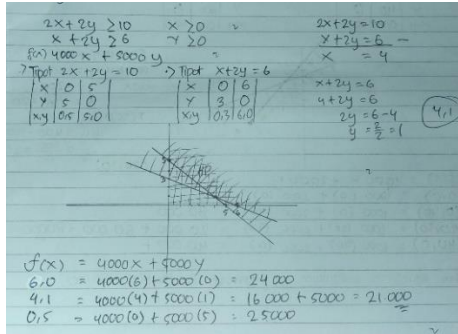 2x+2y ≥ 10 x ≥ 0 2x+2y = 10
x + 2y ≥ 6 y ≥ 0 x+2y = 6 −
f(x) 4000 x + 5000 y x = 4
> Tipot 2x +2y = 10 > Tipot x+2y = 6
x | 0 | 5 x | 0 | 6 x+2y = 6
y | 5 | 0 y | 3 | 0 4+2y = 6
x,y | 0,5 | 5,0 x,y | 0,3 | 6,0 2y = 6-4
y = 2/2 = 1
4,1
f(x) = 4000x + 5000y
6,0 = 4000(6) + 5000(0) = 24 000
4,1 = 4000(4) + 5000(1) = 16 000 + 5000 = 21.000
0,5 = 4000(0) + 5000(5) = 25000